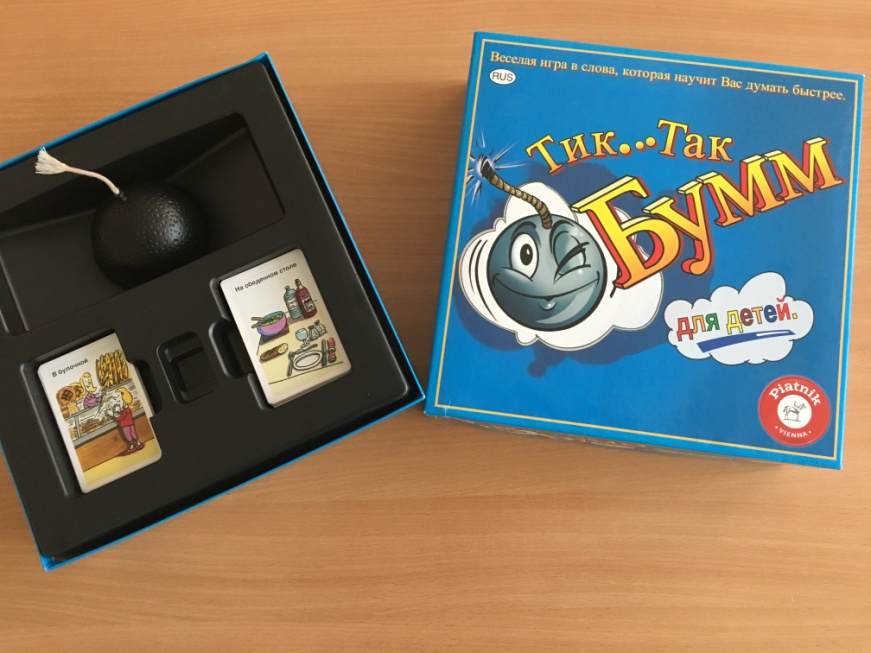 Веселая игра в слова, которая научит Вас думать быстрее.
RUS
Тик...Так
Бумм
для детей.
Piatnik
• VIENNA •
На обеденном столе
В булочной